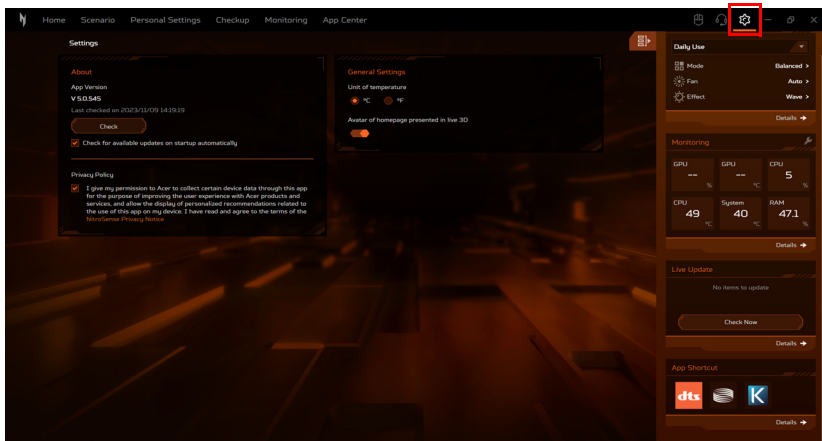 Home Scenario Personal Settings Checkup Monitoring App Center
Settings
About
App Version
V 5.0.545
Last checked on 2023/11/09 14:19:19
Check
Check for available updates on startup automatically
Privacy Policy
I give my permission to Acer to collect certain device data through this app
for the purpose of improving the user experience with Acer products and
services, and allow the display of personalized recommendations related to
the use of this app on my device. I have read and agree to the terms of the
NitroSense Privacy Notice
General Settings
Unit of temperature
°C °F
Avatar of homepage presented in live 3D
Daily Use
Mode Balanced >
Fan Auto >
Effect Wave >
Details →
Monitoring
GPU GPU CPU
-- % -- °C 5 %
CPU System RAM
49 °C 40 °C 47.1 %
Details →
Live Update
No items to update
Check Now
Details →
App Shortcut
dts K
Details →